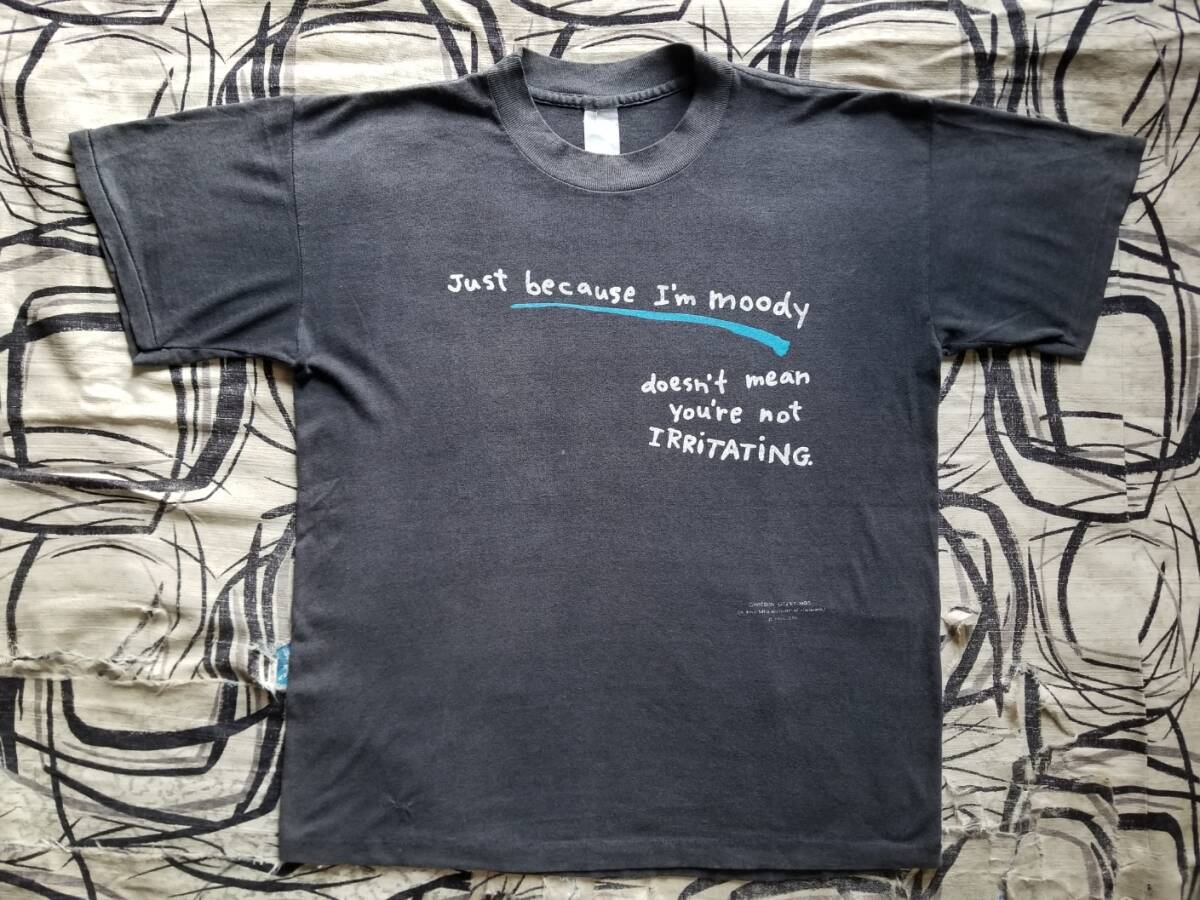 Just because I'm moody
doesn't mean
you're not
IRRiTATiNG.